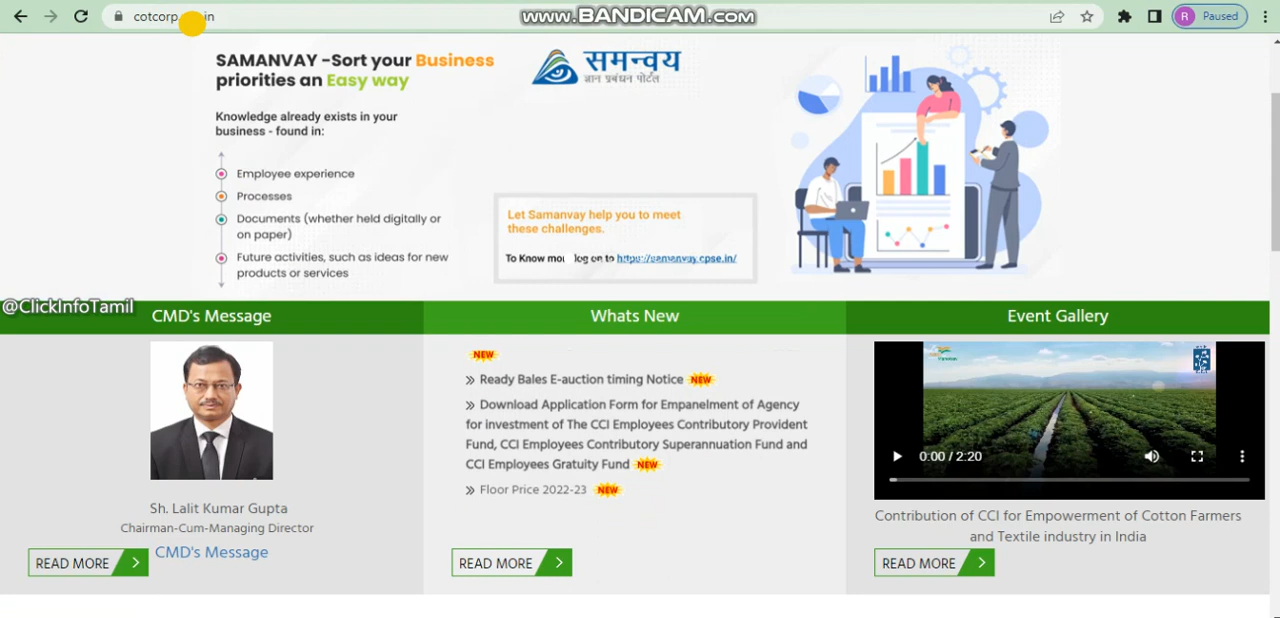 cotcorp. in
www.BANDICAM.com
R Paused
SAMANVAY -Sort your Business
priorities an Easy way
समन्वय
ज्ञान प्रबंधन पोर्टल
Knowledge already exists in your
business - found in:
Employee experience
Processes
Documents (whether held digitally or
on paper)
Future activities, such as ideas for new
products or services
Let Samanvay help you to meet
these challenges.
To Know log on to https://samanvay.cpse.in/
@ClickInfoTamil
CMD's Message
Whats New
Event Gallery
NEW
Ready Bales E-auction timing Notice NEW
Download Application Form for Empanelment of Agency
for investment of The CCI Employees Contributory Provident
Fund, CCI Employees Contributory Superannuation Fund and
CCI Employees Gratuity Fund NEW
Floor Price 2022-23 NEW
0:00 / 2:20
Sh. Lalit Kumar Gupta
Chairman-Cum-Managing Director
CMD's Message
Contribution of CCI for Empowerment of Cotton Farmers
and Textile industry in India
READ MORE
READ MORE
READ MORE